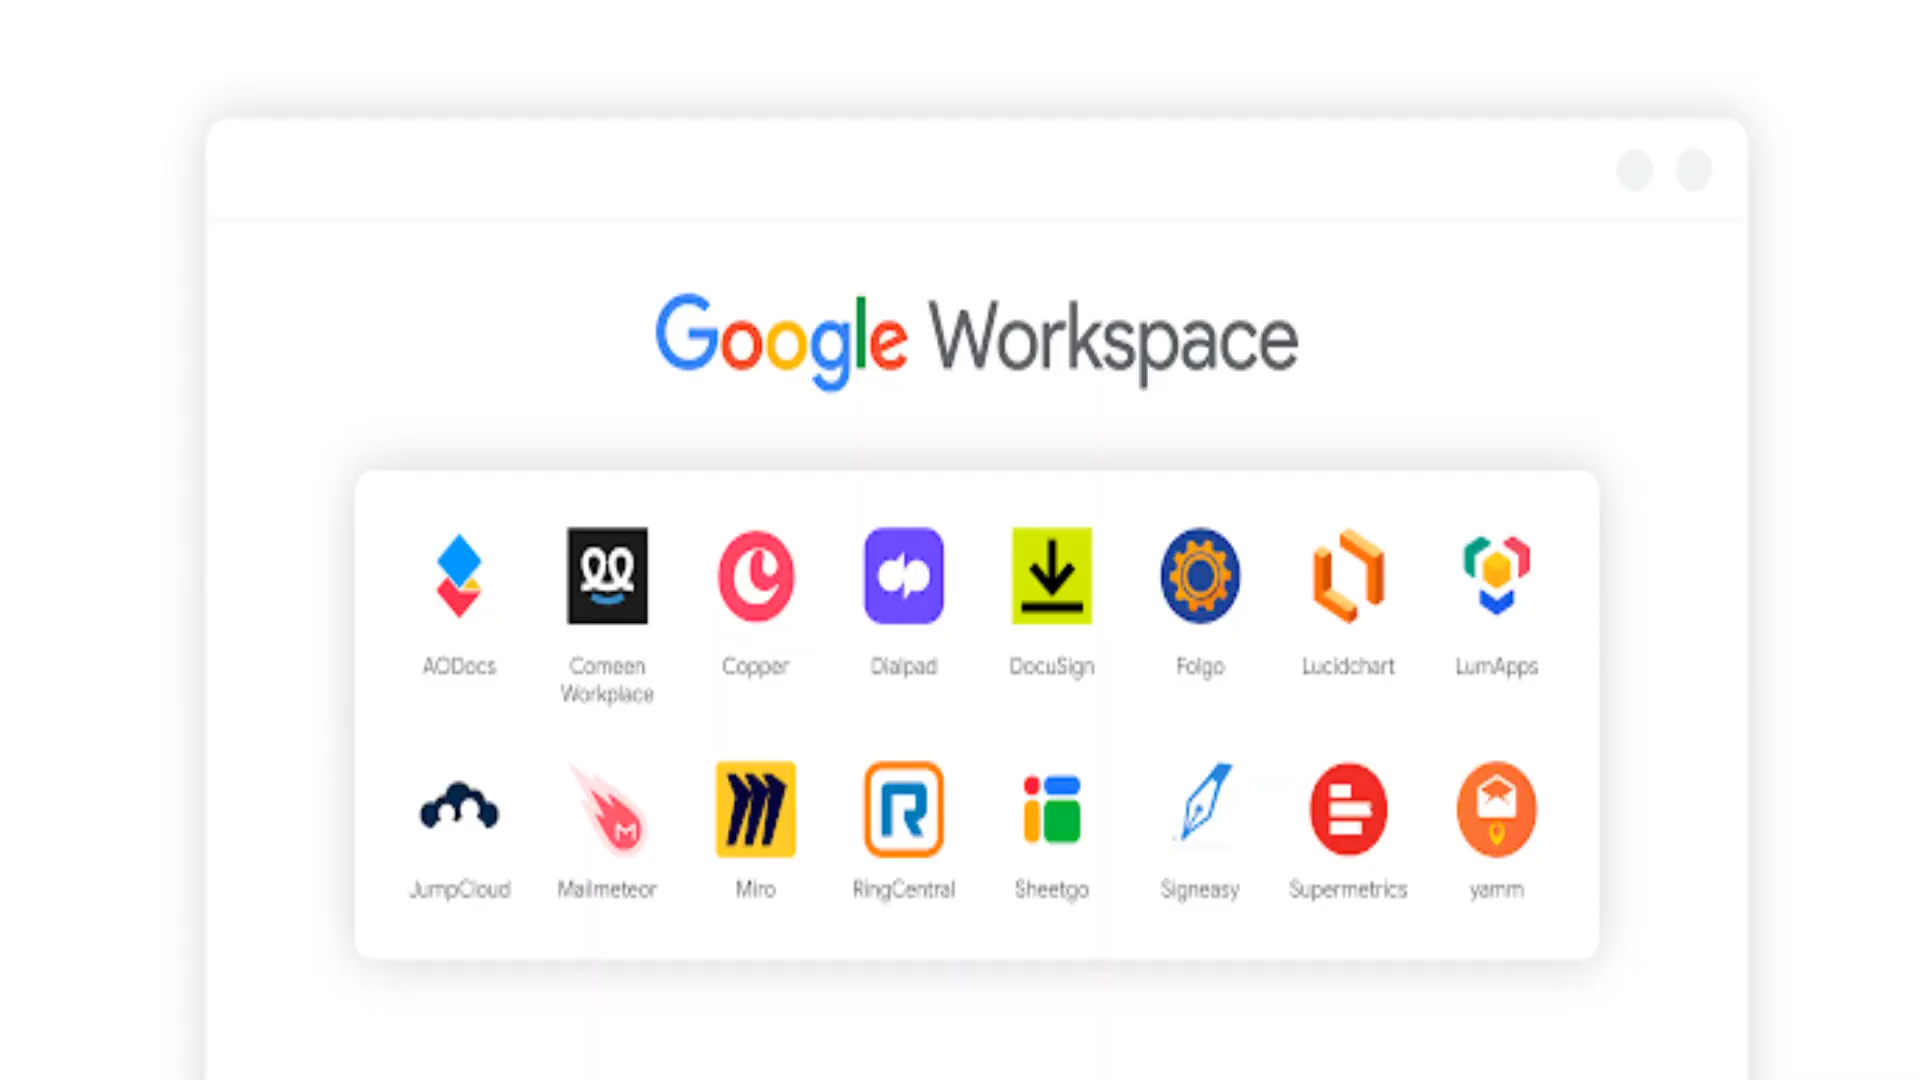 Google Workspace
AODocs
Comeen
Workplace
Copper
Dialpad
DocuSign
Folgo
Lucidchart
LumApps
JumpCloud
Mailmeteor
Miro
RingCentral
Sheetgo
Signeasy
Supermetrics
yamm